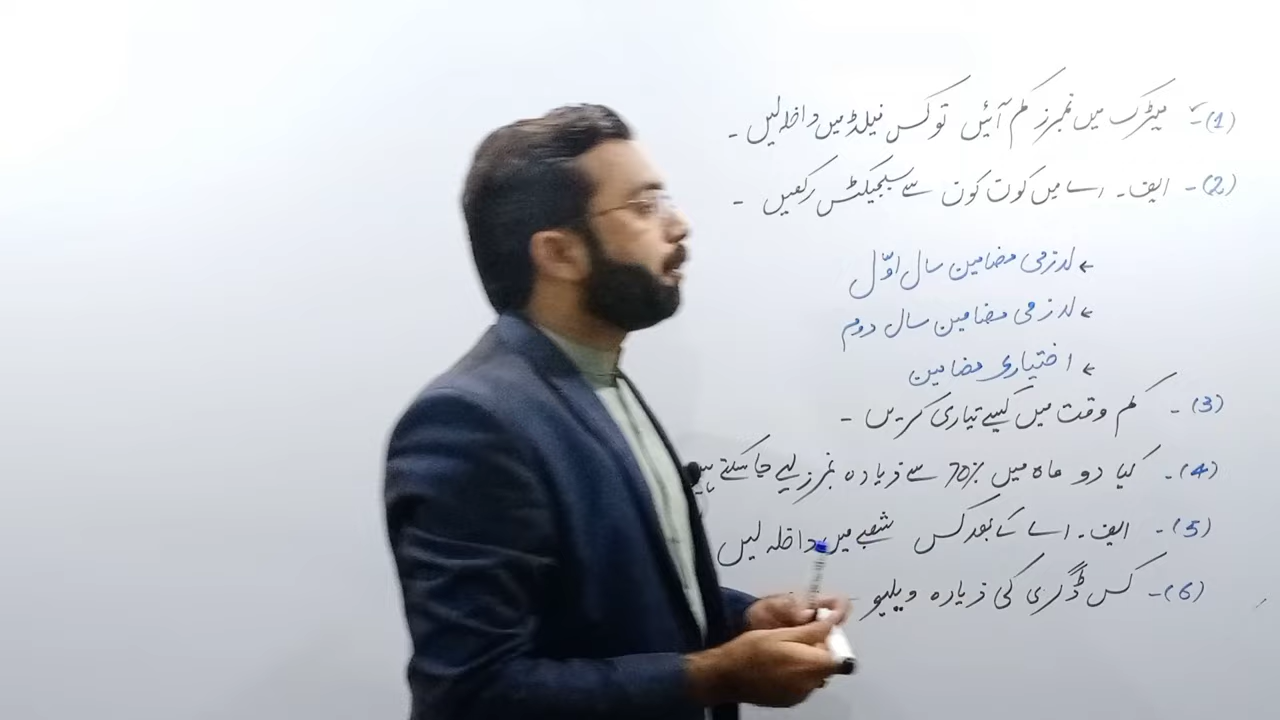 (1)- میٹرک میں نمبرز کم آئیں تو کس فیلڈ میں داخلہ لیں -
(2)- ایف۔ اے میں کون کون سے سبجیکٹس رکھیں -
← لازمی مضامین سال اوّل
← لازمی مضامین سال دوم
← اختیاری مضامین
(3)- کم وقت میں کیسے تیاری کریں -
(4)- کیا دو ماہ میں 70% سے زیادہ نمبرز لیے جا سکتے ہیں
(5)- ایف۔ اے کے بعد کس شعبے میں داخلہ لیں
(6)- کس ڈگری کی زیادہ ویلیو